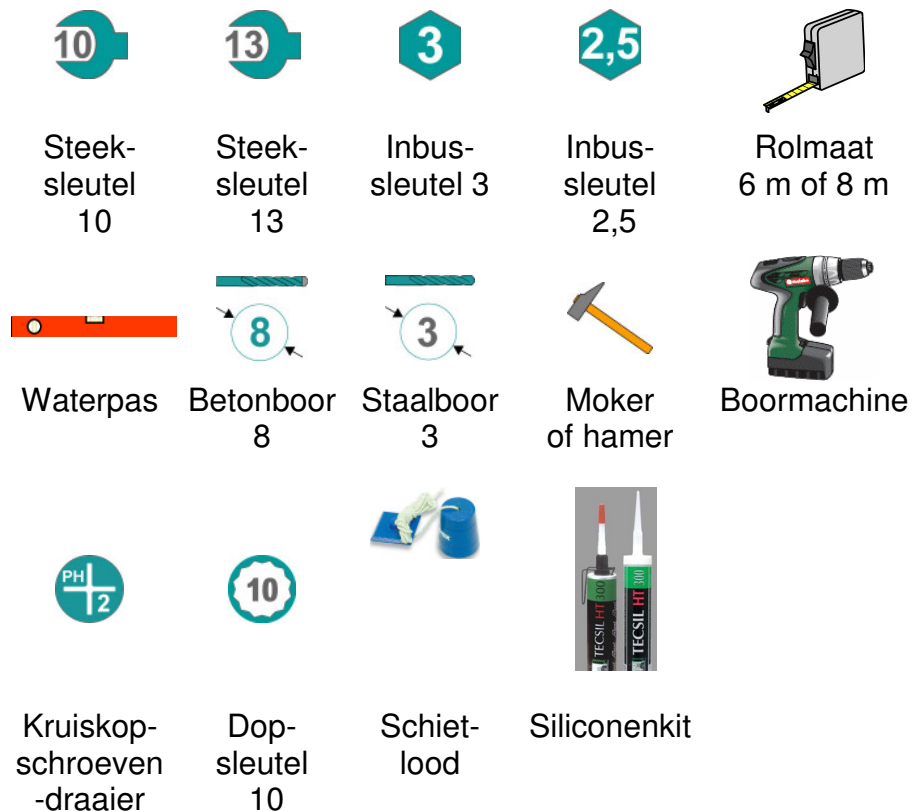 10
13
3
2,5
Steek-
sleutel
10
Steek-
sleutel
13
Inbus-
sleutel 3
Inbus-
sleutel
2,5
Rolmaat
6 m of 8 m
8
3
Waterpas
Betonboor
8
Staalboor
3
Moker
of hamer
Boormachine
PH
2
10
TECSIL HT 300
TECSIL HT 300
Kruiskop-
schroeven
-draaier
Dop-
sleutel
10
Schiet-
lood
Siliconenkit